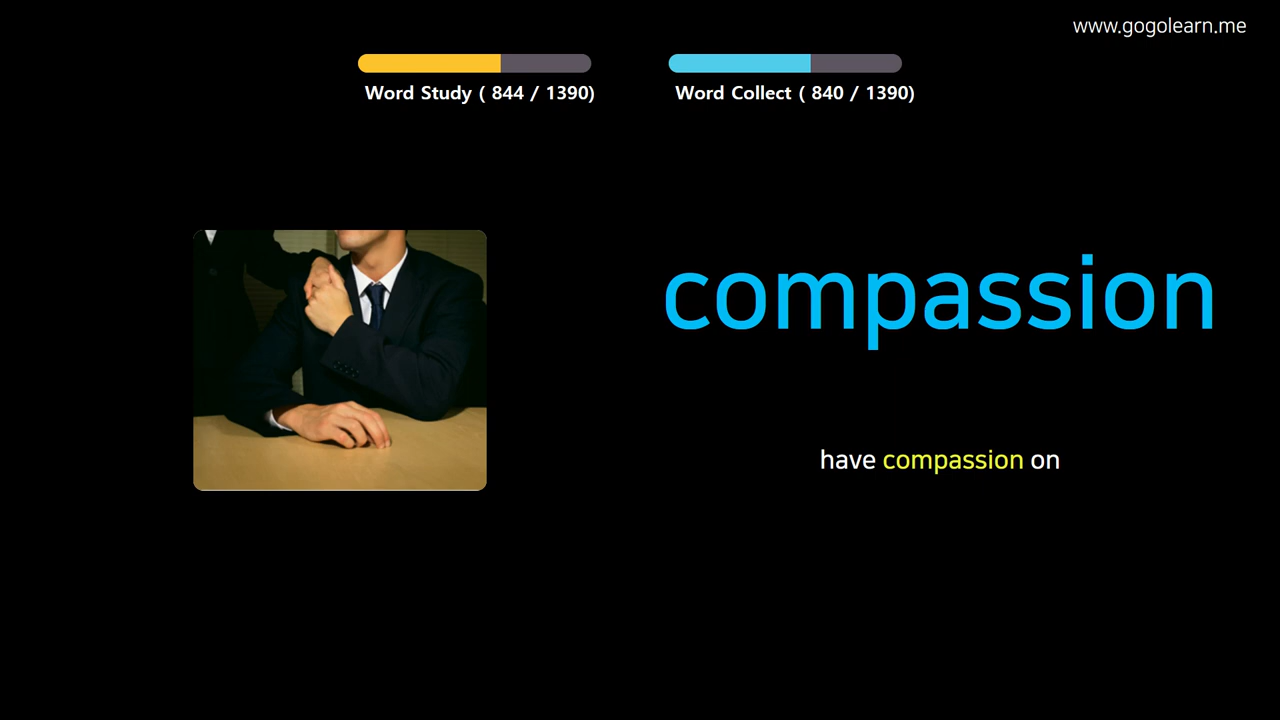 www.gogolearn.me
Word Study ( 844 / 1390)
Word Collect ( 840 / 1390)
compassion
have compassion on